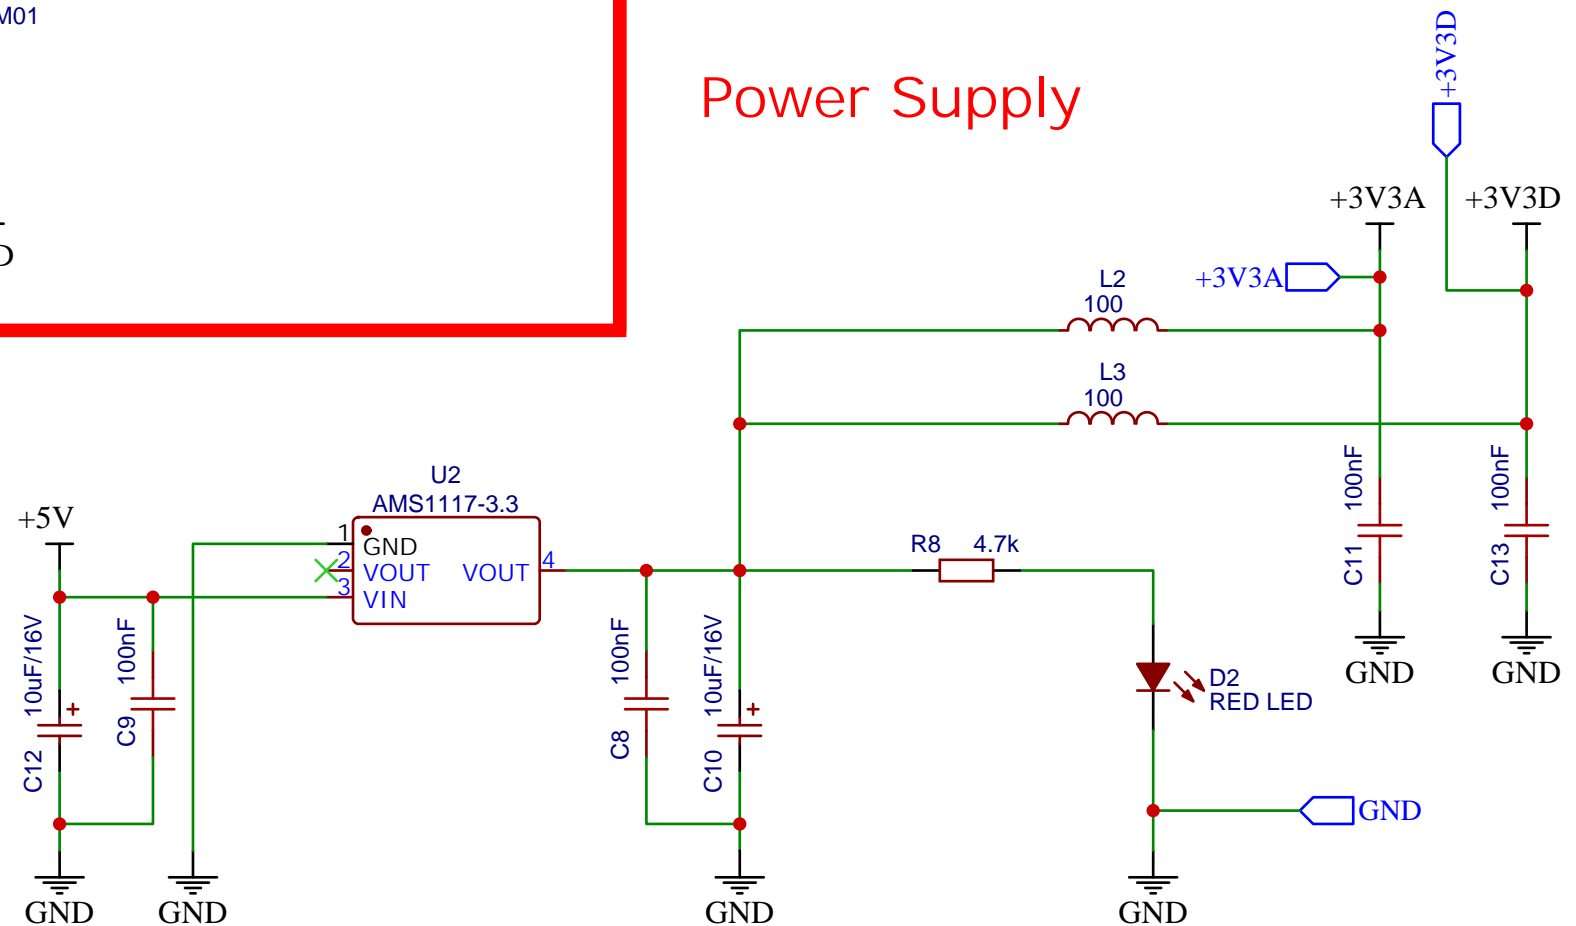 M01
+3V3D
Power Supply
+3V3A
+3V3D
+3V3A
L2
100
L3
100
U2
AMS1117-3.3
+5V
1
GND
2
VOUT
VOUT
4
3
VIN
R8
4.7k
100nF
C11
100nF
C13
10uF/16V
C12
100nF
C9
100nF
C8
10uF/16V
C10
GND
GND
D2
RED LED
GND
GND
GND
GND
GND